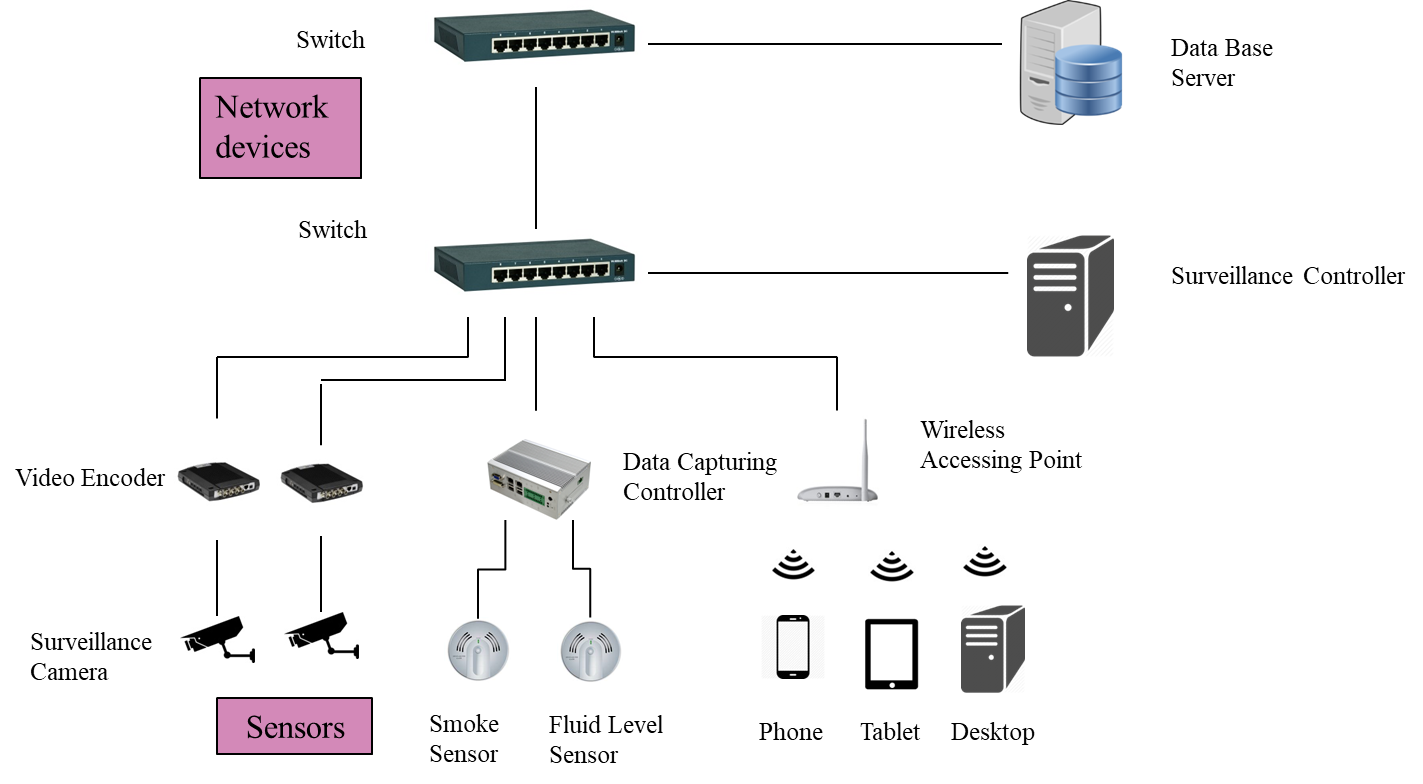 Switch
Data Base
Server
Network
devices
Switch
Surveillance Controller
Wireless
Accessing Point
Video Encoder
Data Capturing
Controller
Surveillance
Camera
Sensors
Smoke
Sensor
Fluid Level
Sensor
Phone
Tablet
Desktop